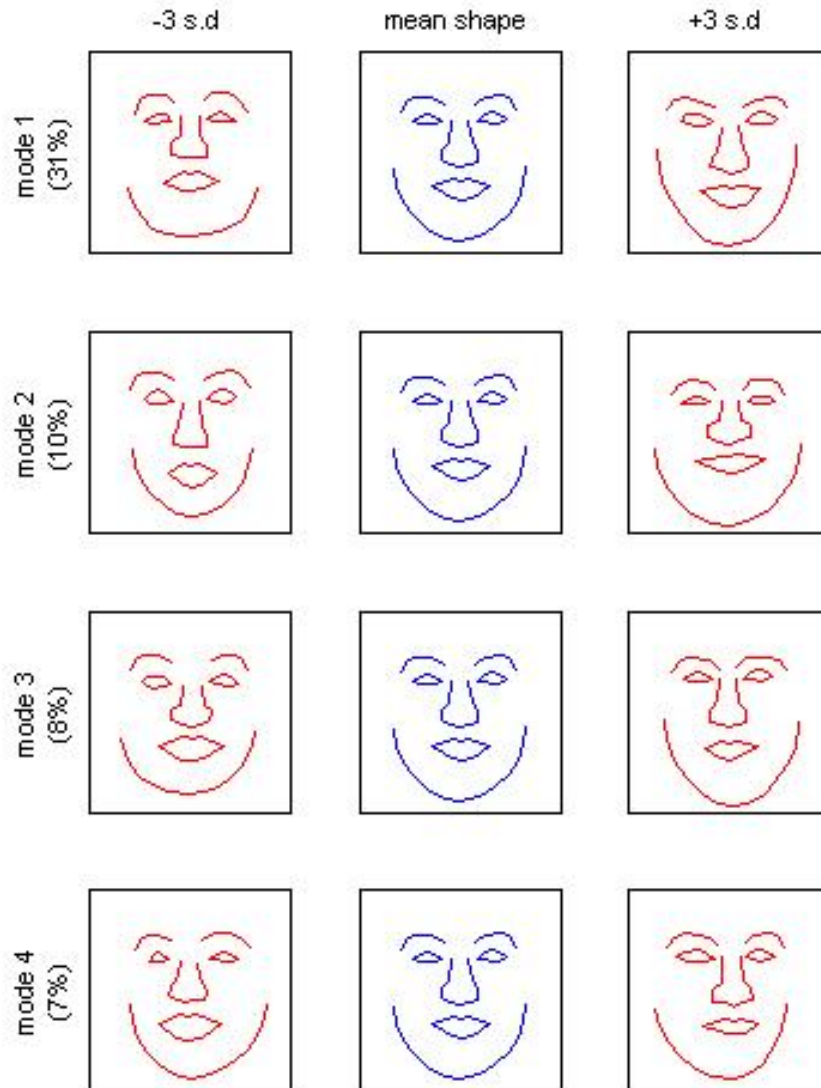 -3 s.d
mean shape
+3 s.d
mode 1
(31%)
mode 2
(10%)
mode 3
(8%)
mode 4
(7%)